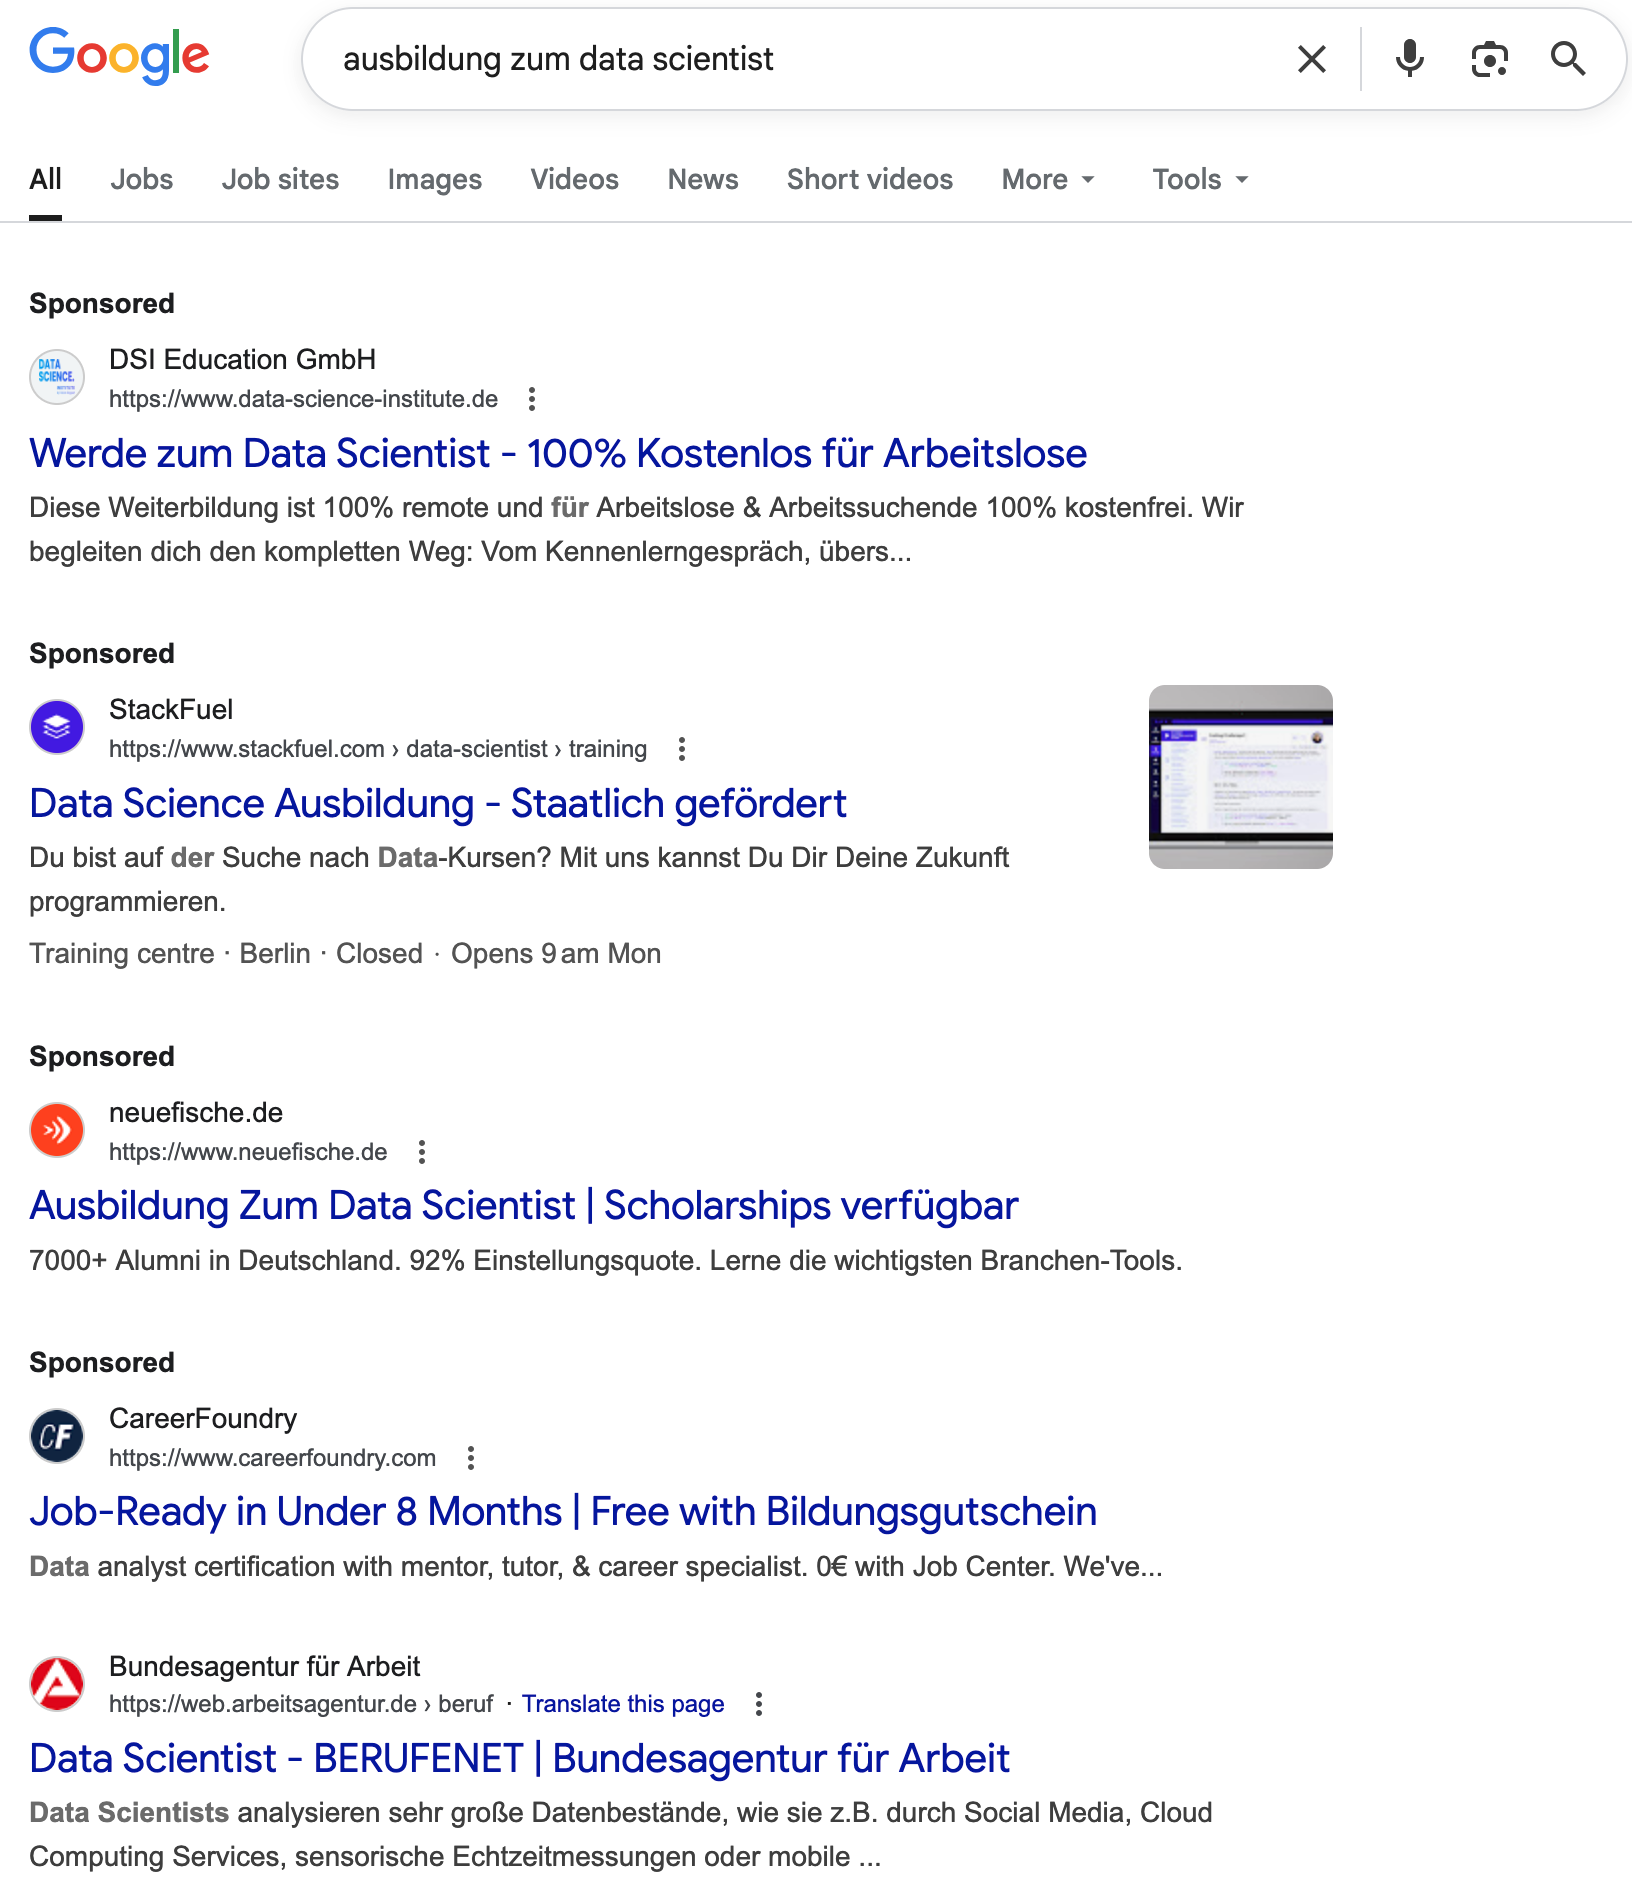 Google
ausbildung zum data scientist
All Jobs Job sites Images Videos News Short videos More Tools
Sponsored
DATA
SCIENCE.
INSTITUTE
DSI Education GmbH
https://www.data-science-institute.de
Werde zum Data Scientist - 100% Kostenlos für Arbeitslose
Diese Weiterbildung ist 100% remote und für Arbeitslose & Arbeitssuchende 100% kostenfrei. Wir
begleiten dich den kompletten Weg: Vom Kennenlerngespräch, übers...
Sponsored
StackFuel
https://www.stackfuel.com › data-scientist › training
Data Science Ausbildung - Staatlich gefördert
Du bist auf der Suche nach Data-Kursen? Mit uns kannst Du Dir Deine Zukunft
programmieren.
Training centre · Berlin · Closed · Opens 9 am Mon
Sponsored
neuefische.de
https://www.neuefische.de
Ausbildung Zum Data Scientist | Scholarships verfügbar
7000+ Alumni in Deutschland. 92% Einstellungsquote. Lerne die wichtigsten Branchen-Tools.
Sponsored
CF
CareerFoundry
https://www.careerfoundry.com
Job-Ready in Under 8 Months | Free with Bildungsgutschein
Data analyst certification with mentor, tutor, & career specialist. 0€ with Job Center. We've...
Bundesagentur für Arbeit
https://web.arbeitsagentur.de › beruf · Translate this page
Data Scientist - BERUFENET | Bundesagentur für Arbeit
Data Scientists analysieren sehr große Datenbestände, wie sie z.B. durch Social Media, Cloud
Computing Services, sensorische Echtzeitmessungen oder mobile ...